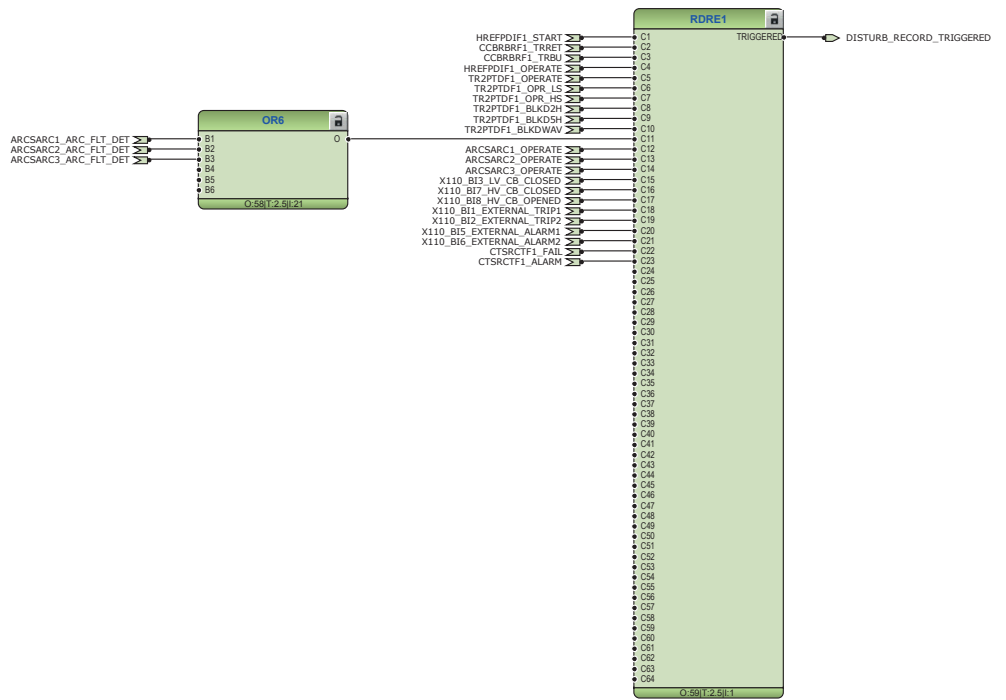 RDRE1
HREFPDIF1_START C1 TRIGGERED DISTURB_RECORD_TRIGGERED
CCBRBRF1_TRRET C2
CCBRBRF1_TRBU C3
HREFPDIF1_OPERATE C4
TR2PTDF1_OPERATE C5
TR2PTDF1_OPR_LS C6
TR2PTDF1_OPR_HS C7
TR2PTDF1_BLKD2H C8
TR2PTDF1_BLKD5H C9
TR2PTDF1_BLKDWAV C10
OR6
ARCSARC1_ARC_FLT_DET B1 O C11
ARCSARC2_ARC_FLT_DET B2
ARCSARC3_ARC_FLT_DET B3
B4
B5
B6
O:58|T:2.5|I:21
ARCSARC1_OPERATE C12
ARCSARC2_OPERATE C13
ARCSARC3_OPERATE C14
X110_BI3_LV_CB_CLOSED C15
X110_BI7_HV_CB_CLOSED C16
X110_BI8_HV_CB_OPENED C17
X110_BI1_EXTERNAL_TRIP1 C18
X110_BI2_EXTERNAL_TRIP2 C19
X110_BI5_EXTERNAL_ALARM1 C20
X110_BI6_EXTERNAL_ALARM2 C21
CTSRCTF1_FAIL C22
CTSRCTF1_ALARM C23
C24
C25
C26
C27
C28
C29
C30
C31
C32
C33
C34
C35
C36
C37
C38
C39
C40
C41
C42
C43
C44
C45
C46
C47
C48
C49
C50
C51
C52
C53
C54
C55
C56
C57
C58
C59
C60
C61
C62
C63
C64
O:59|T:2.5|I:1